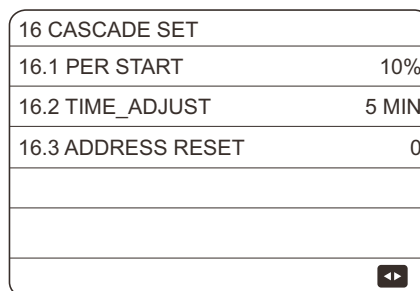 16 CASCADE SET
16.1 PER START 10%
16.2 TIME_ADJUST 5 MIN
16.3 ADDRESS RESET 0